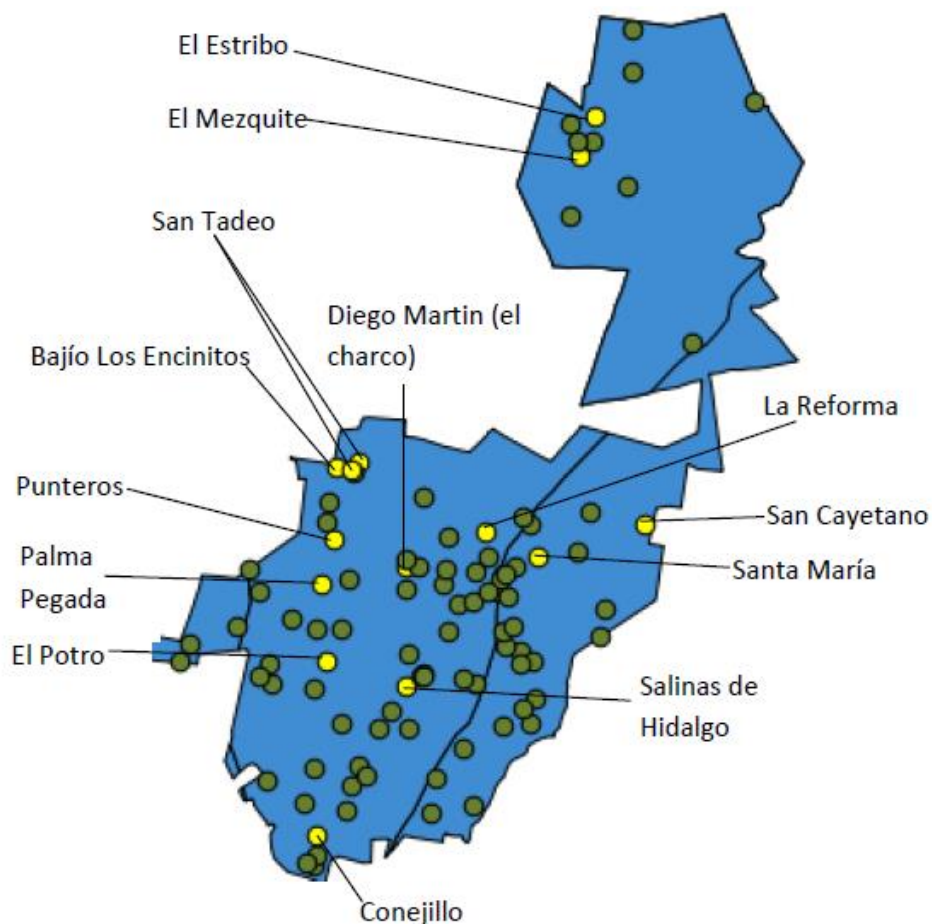 El Estribo
El Mezquite
San Tadeo
Diego Martin (el
charco)
Bajío Los Encinitos
La Reforma
Punteros
San Cayetano
Palma
Pegada
Santa María
El Potro
Salinas de
Hidalgo
Conejillo